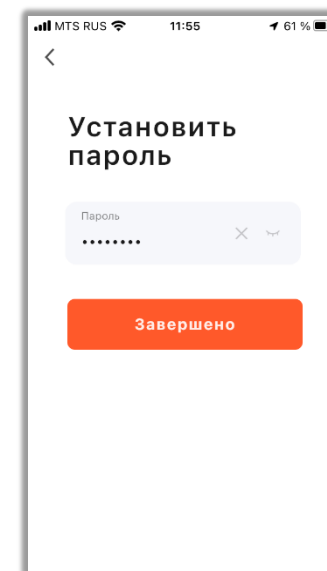 MTS RUS 11:55 61 %
Установить
пароль
Пароль
••••••••
Завершено